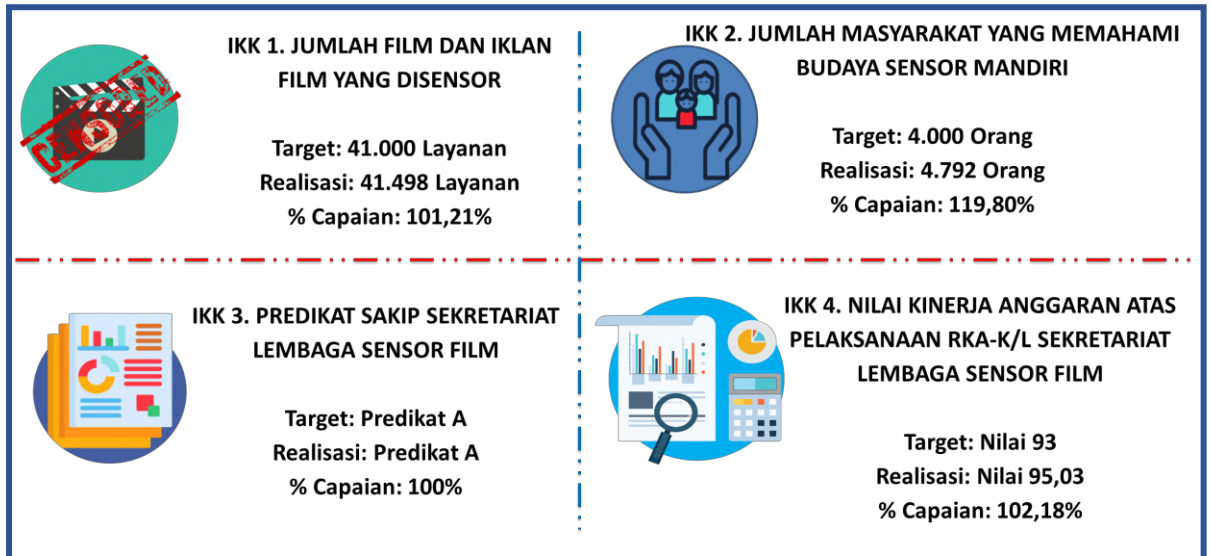 IKK 1. JUMLAH FILM DAN IKLAN
FILM YANG DISENSOR
Target: 41.000 Layanan
Realisasi: 41.498 Layanan
% Capaian: 101,21%
CENSORED
IKK 2. JUMLAH MASYARAKAT YANG MEMAHAMI
BUDAYA SENSOR MANDIRI
Target: 4.000 Orang
Realisasi: 4.792 Orang
% Capaian: 119,80%
IKK 3. PREDIKAT SAKIP SEKRETARIAT
LEMBAGA SENSOR FILM
Target: Predikat A
Realisasi: Predikat A
% Capaian: 100%
IKK 4. NILAI KINERJA ANGGARAN ATAS
PELAKSANAAN RKA-K/L SEKRETARIAT
LEMBAGA SENSOR FILM
Target: Nilai 93
Realisasi: Nilai 95,03
% Capaian: 102,18%